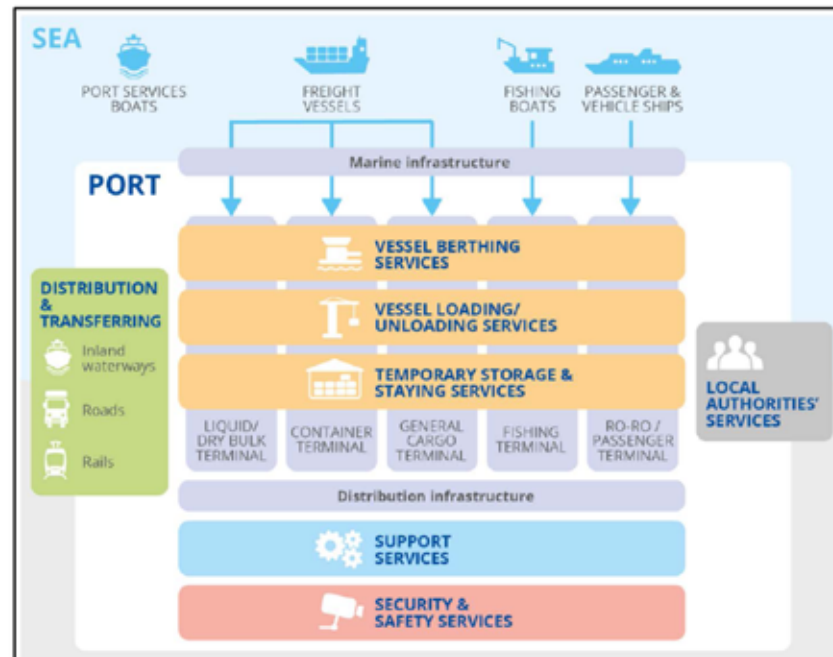 SEA
PORT SERVICES
BOATS
FREIGHT
VESSELS
FISHING
BOATS
PASSENGER &
VEHICLE SHIPS
Marine infrastructure
PORT
VESSEL BERTHING
SERVICES
DISTRIBUTION
&
TRANSFERRING
Inland
waterways
Roads
Rails
VESSEL LOADING/
UNLOADING SERVICES
TEMPORARY STORAGE &
STAYING SERVICES
LOCAL
AUTHORITIES'
SERVICES
LIQUID/
DRY BULK
TERMINAL
CONTAINER
TERMINAL
GENERAL
CARGO
TERMINAL
FISHING
TERMINAL
RO-RO /
PASSENGER
TERMINAL
Distribution infrastructure
SUPPORT
SERVICES
SECURITY &
SAFETY SERVICES